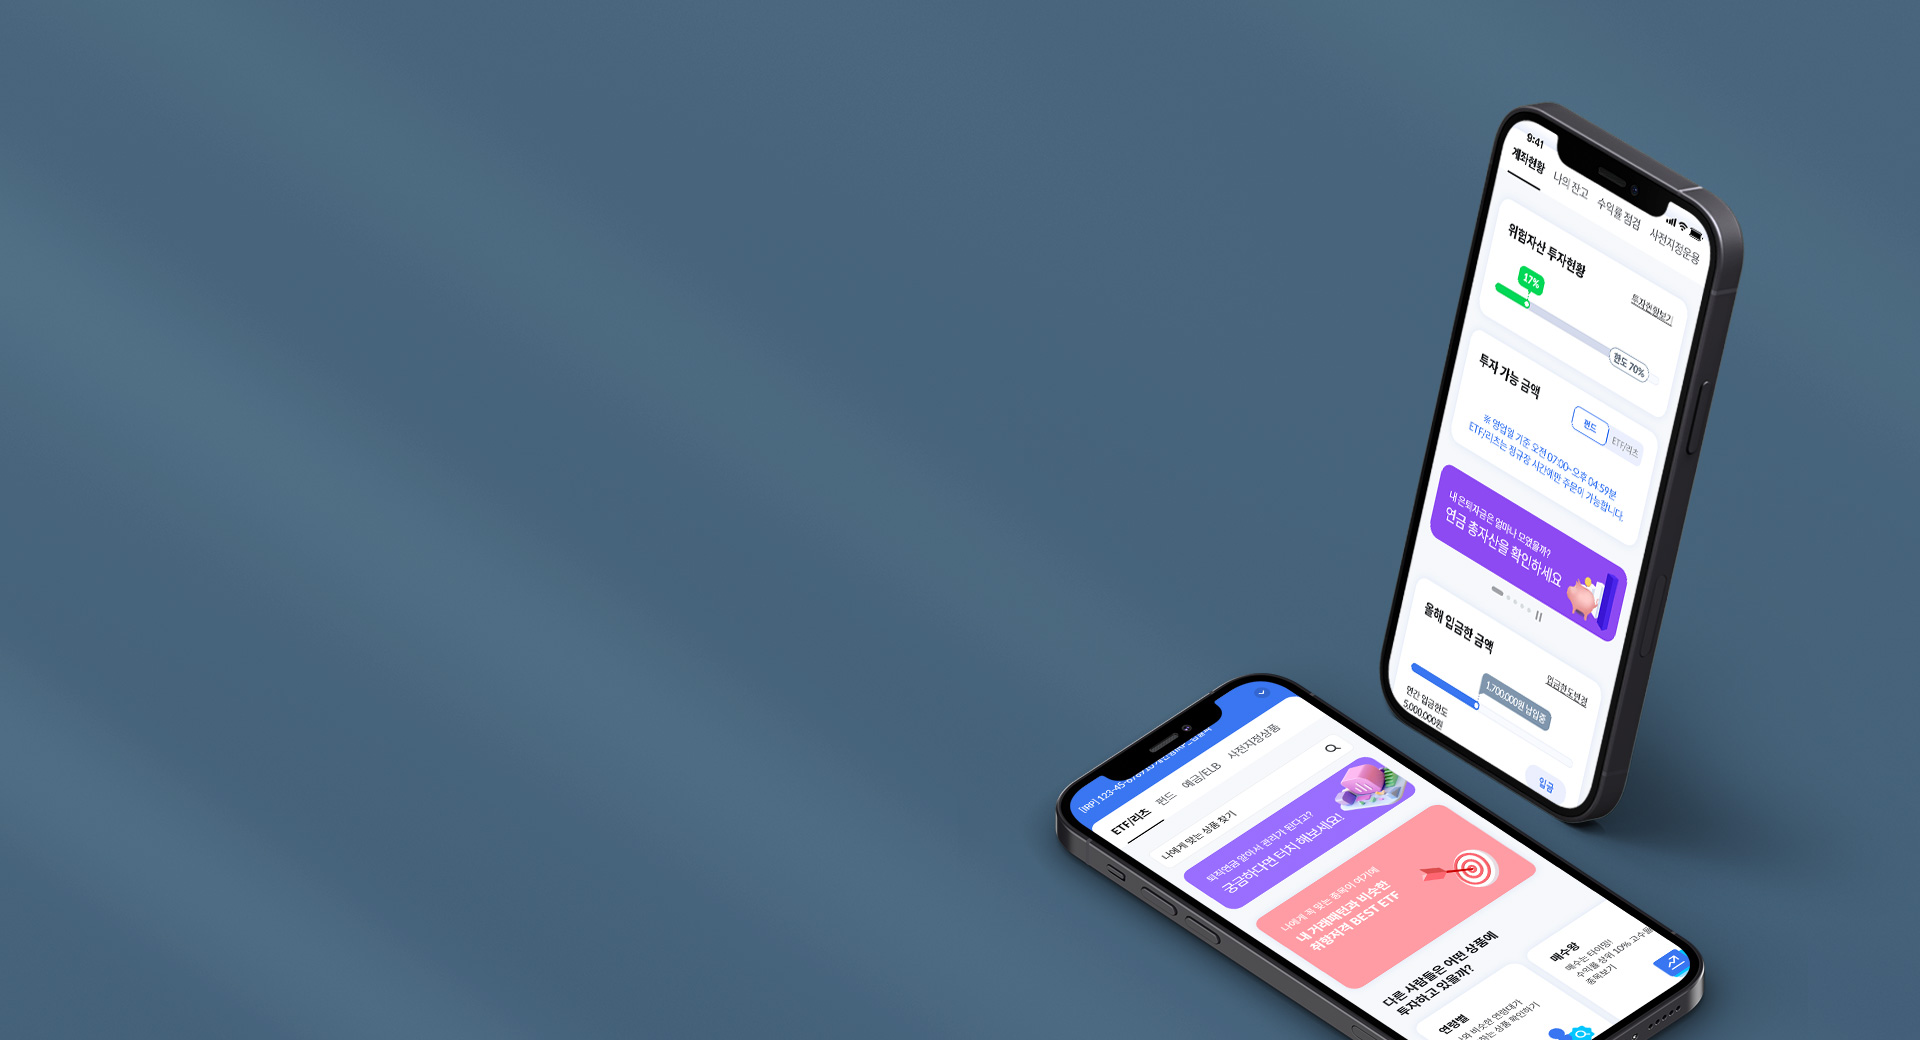 9:41
계좌현황
나의 잔고
수익률 점검
사전지정운용
위험자산 투자현황
투자현황보기
17%
한도 70%
투자 가능 금액
펀드
ETF/리츠
※ 영업일 기준 오전 07:00~오후 04:59분
ETF/리츠는 정규장 시간에만 주문이 가능합니다.
내 은퇴자금은 얼마나 모였을까?
연금 총자산을 확인하세요
올해 입금한 금액
입금한도변경
1,700,000원 납입중
연간 입금한도
5,000,000원
입금
[IRP] 123-45-678910
ETF/리츠
펀드
예금/ELB
사전지정상품
나에게 맞는 상품 찾기
퇴직연금 알아서 관리가 된다고?
궁금하다면 터치 해보세요!
나에게 꼭 맞는 종목이 여기에
내 거래패턴과 비슷한
취향저격 BEST ETF
다른 사람들은 어떤 상품에
투자하고 있을까?
매수왕
매수는 타이밍!
수익률 상위 10% 고수들
종목보기
연령별
나와 비슷한 연령대가
하는 상품 확인하기